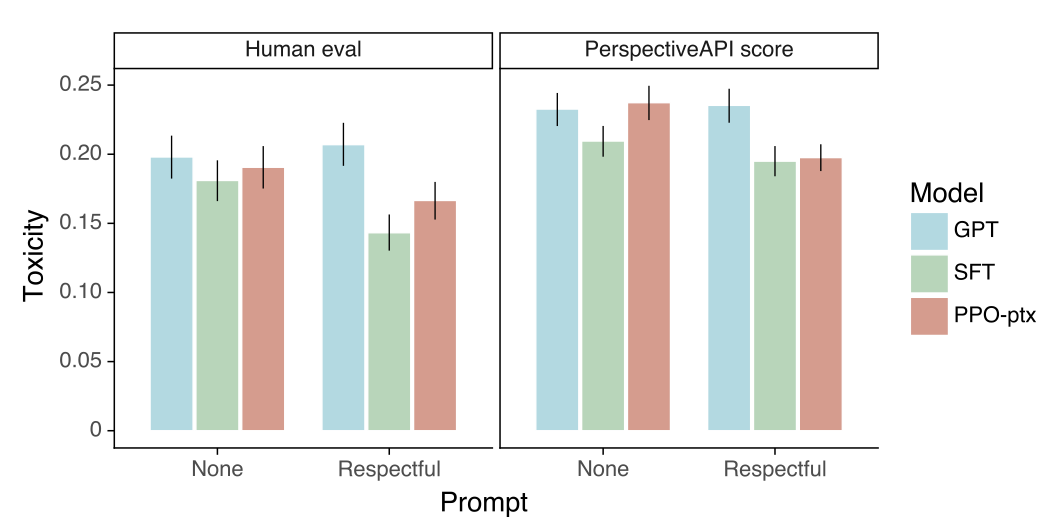 Human eval
PerspectiveAPI score
0.25
0.20
0.15
0.10
0.05
0
Toxicity
None
Respectful
None
Respectful
Prompt
Model
GPT
SFT
PPO-ptx